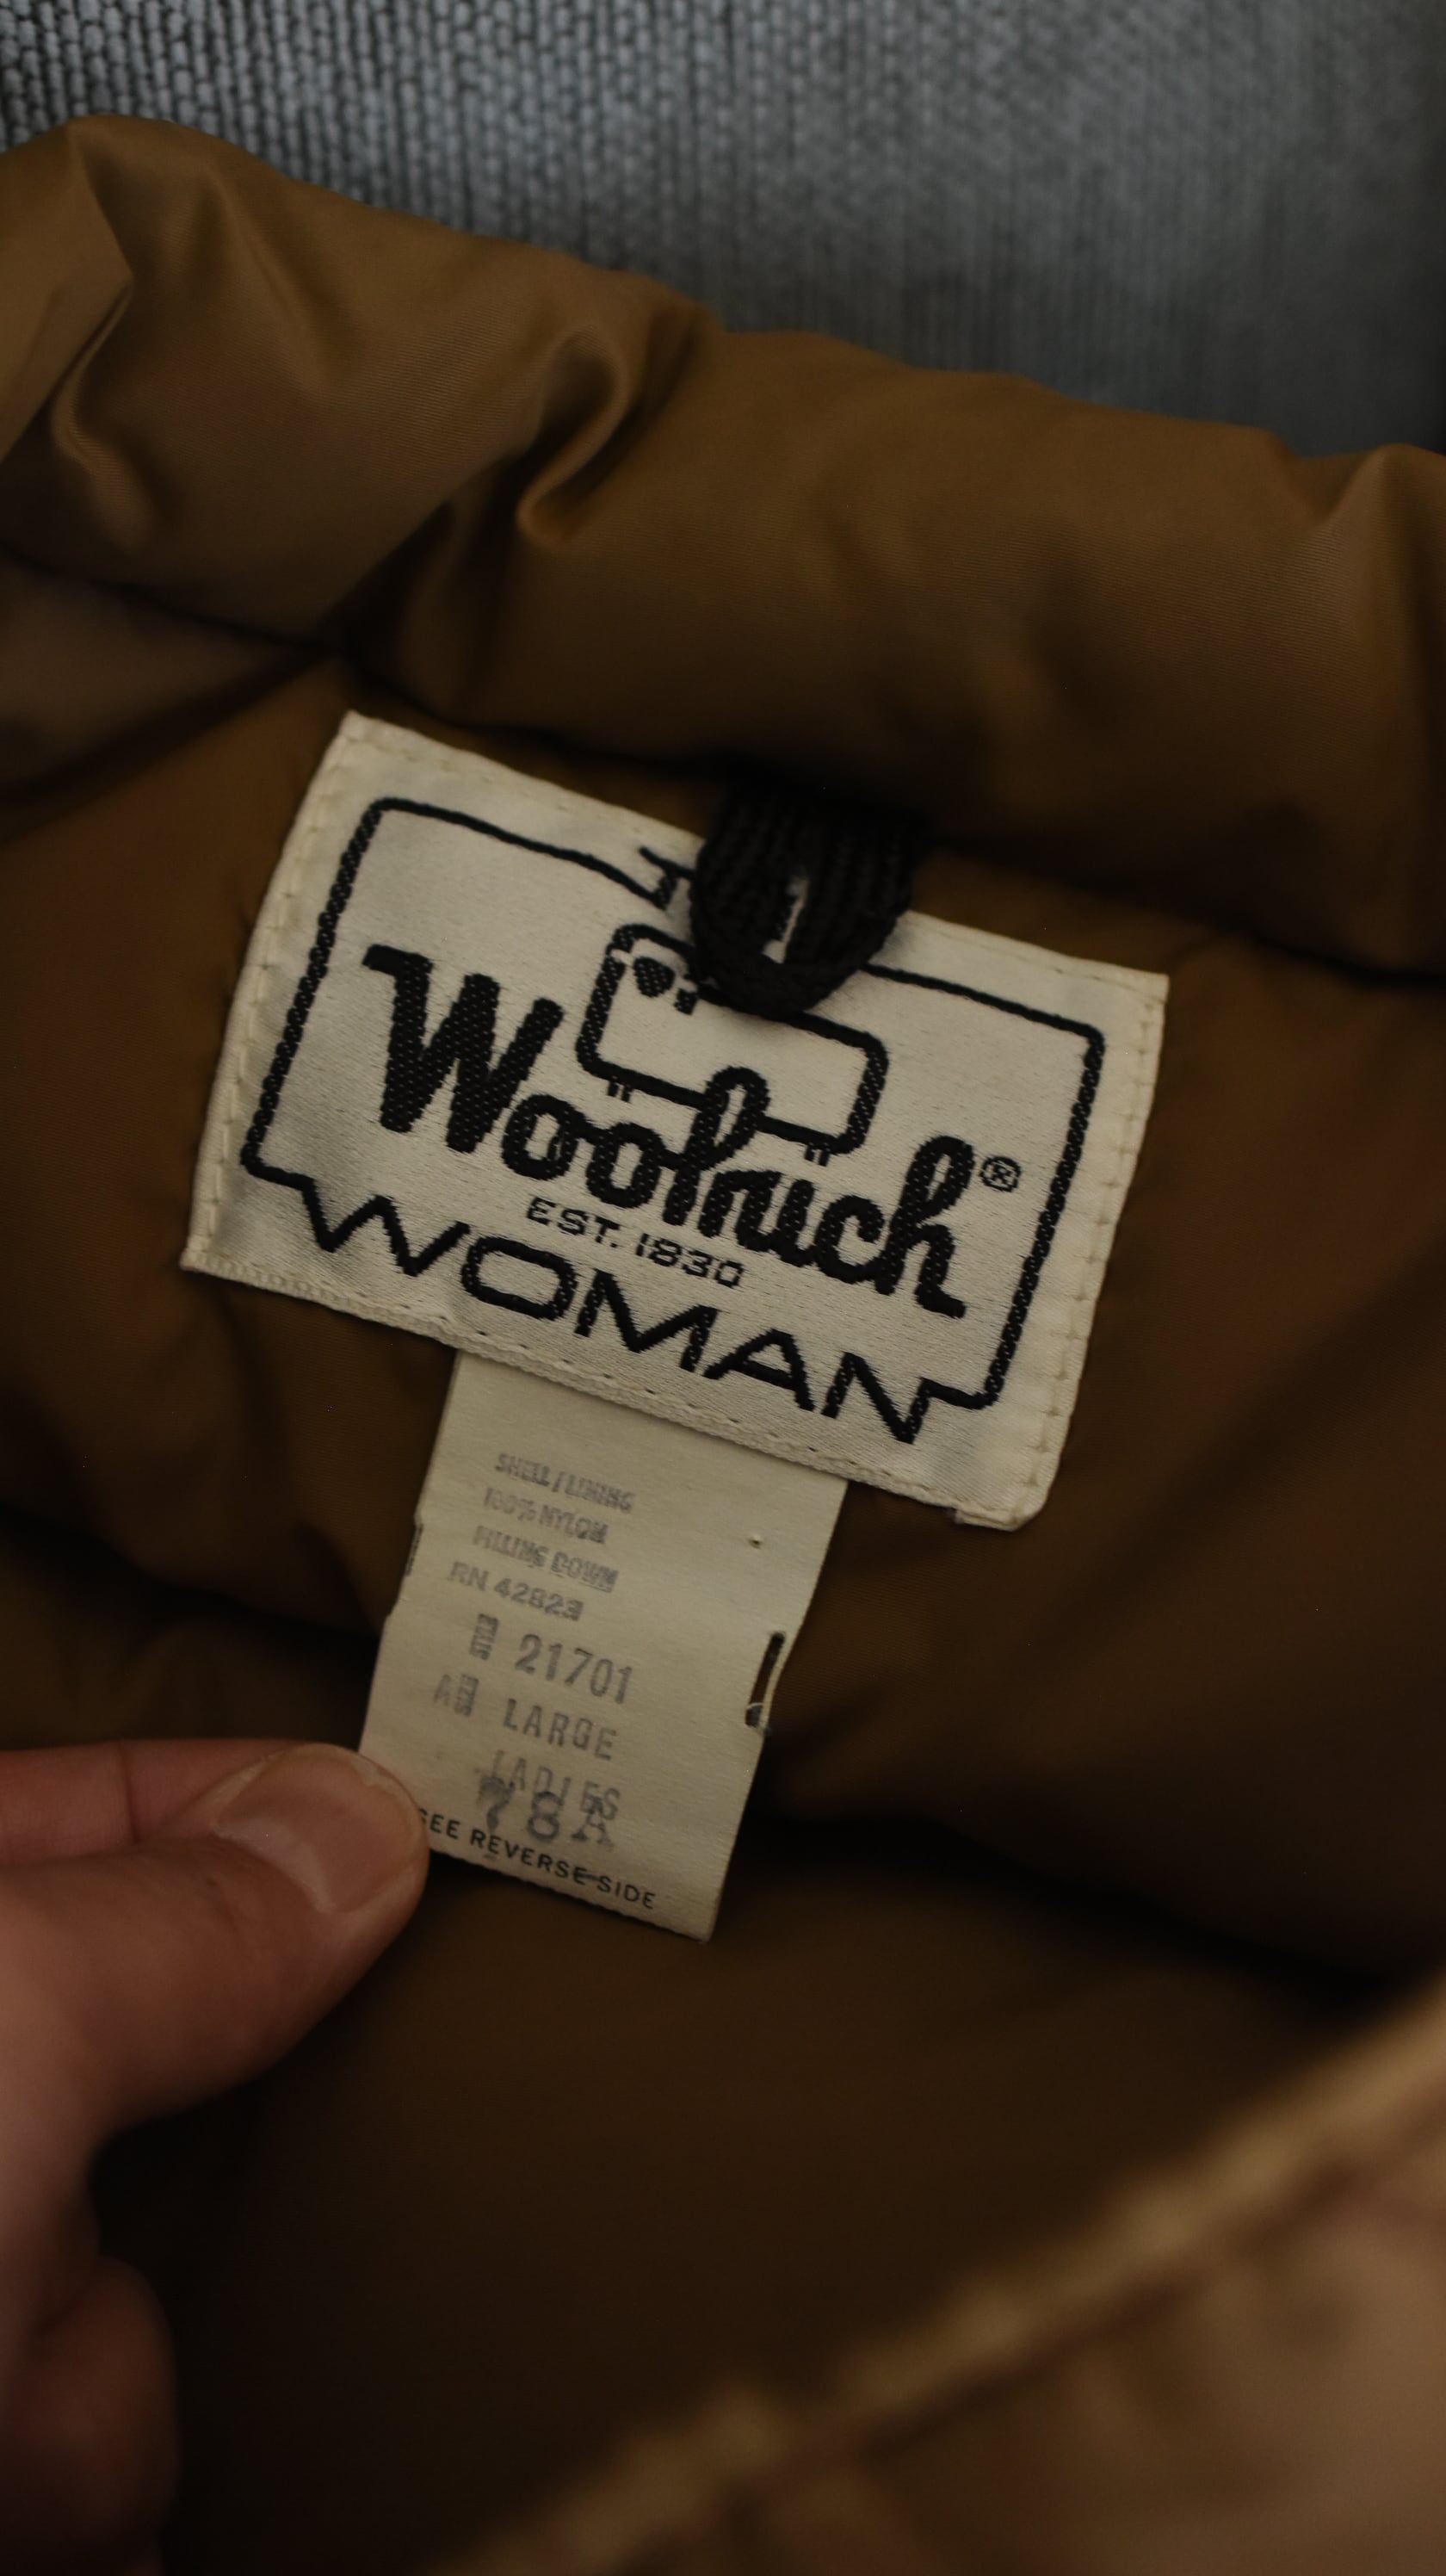 Woolrich®
EST. 1830
WOMAN
SHELL/LINING
100% NYLON
FILLING DOWN
RN 42823
21701
LARGE
LADIES
78A
SEE REVERSE SIDE